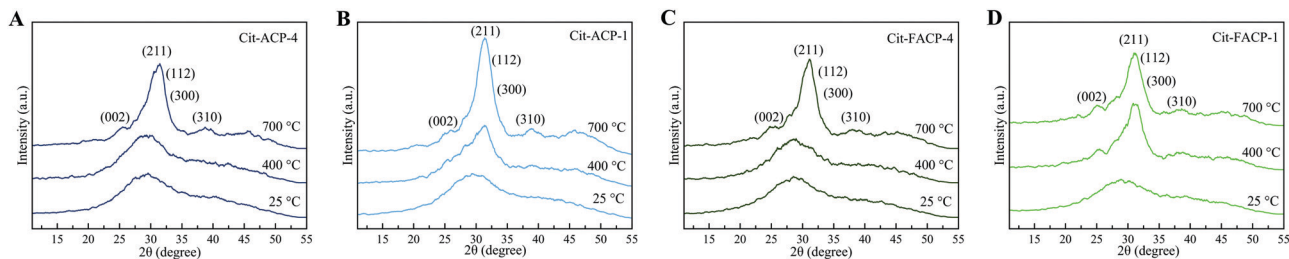 A
Cit-ACP-4
(211)
(112)
(300)
(002)
(310)
700 °C
400 °C
25 °C
Intensity (a.u.)
15 20 25 30 35 40 45 50 55
2θ (degree)
B
Cit-ACP-1
(211)
(112)
(300)
(002)
(310)
700 °C
400 °C
25 °C
Intensity (a.u.)
15 20 25 30 35 40 45 50 55
2θ (degree)
C
Cit-FACP-4
(211)
(112)
(300)
(002)
(310)
700 °C
400 °C
25 °C
Intensity (a.u.)
15 20 25 30 35 40 45 50 55
2θ (degree)
D
Cit-FACP-1
(211)
(112)
(300)
(002)
(310)
700 °C
400 °C
25 °C
Intensity (a.u.)
15 20 25 30 35 40 45 50 55
2θ (degree)